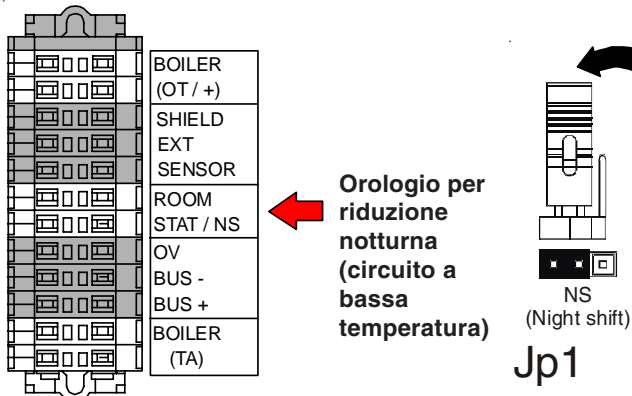 BOILER
(OT / +)
SHIELD
EXT
SENSOR
ROOM
STAT / NS
OV
BUS -
BUS +
BOILER
(TA)
Orologio per
riduzione
notturna
(circuito a
bassa
temperatura)
NS
(Night shift)
Jp1